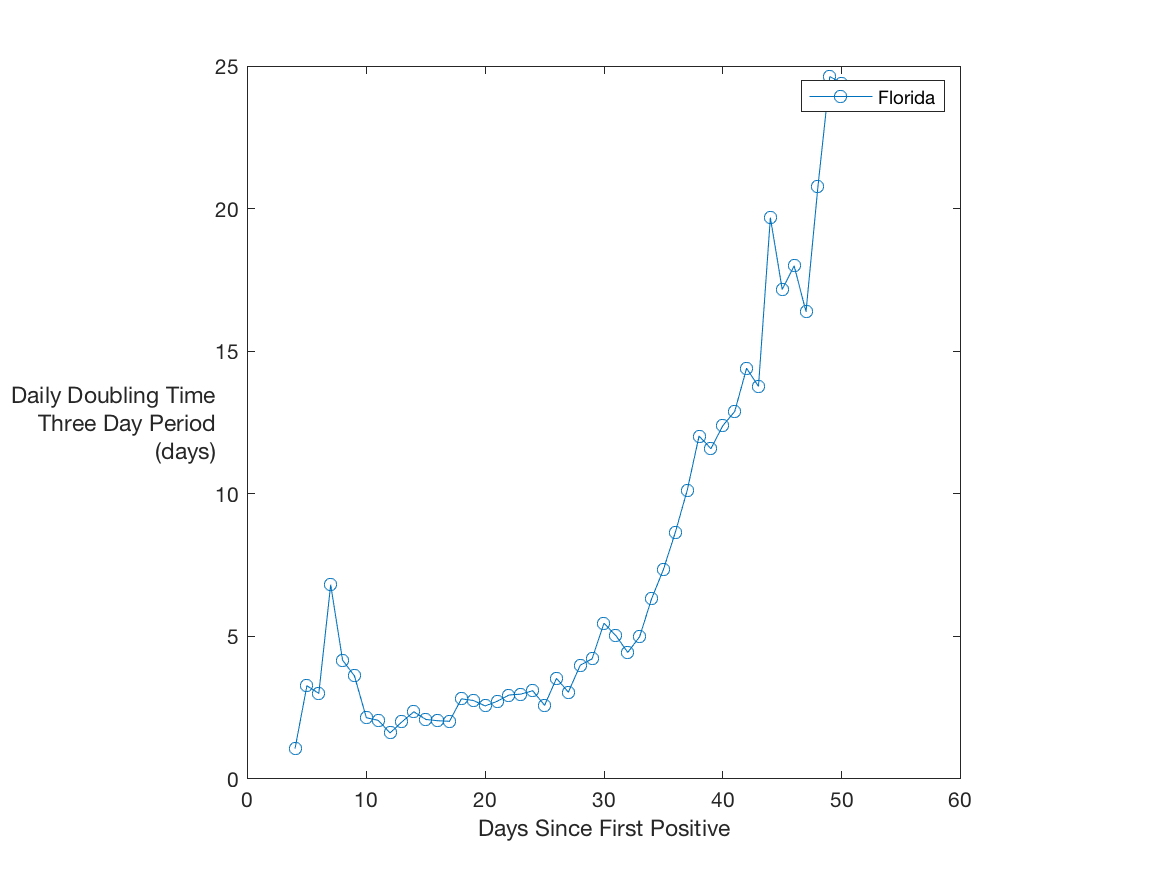 25
Florida
20
15
Daily Doubling Time
Three Day Period
(days)
10
5
0
0 10 20 30 40 50 60
Days Since First Positive